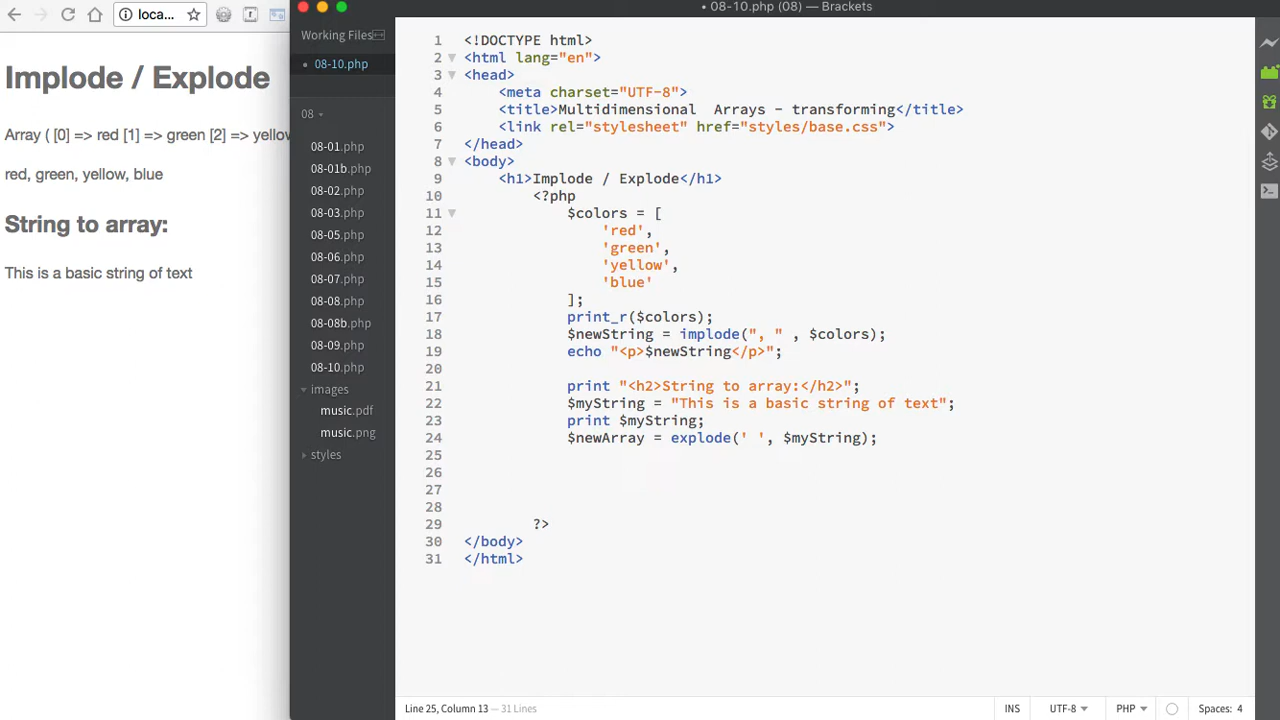 loca...
Implode / Explode
Array ( [0] => red [1] => green [2] => yellow
red, green, yellow, blue
String to array:
This is a basic string of text
• 08-10.php (08) — Brackets
Working Files
• 08-10.php
08
08-01.php
08-01b.php
08-02.php
08-03.php
08-05.php
08-06.php
08-07.php
08-08.php
08-08b.php
08-09.php
08-10.php
images
music.pdf
music.png
styles
1 <!DOCTYPE html>
2 <html lang="en">
3 <head>
4 <meta charset="UTF-8">
5 <title>Multidimensional  Arrays - transforming</title>
6 <link rel="stylesheet" href="styles/base.css">
7 </head>
8 <body>
9 <h1>Implode / Explode</h1>
10 <?php
11 $colors = [
12 'red',
13 'green',
14 'yellow',
15 'blue'
16 ];
17 print_r($colors);
18 $newString = implode(", " , $colors);
19 echo "<p>$newString</p>";
20
21 print "<h2>String to array:</h2>";
22 $myString = "This is a basic string of text";
23 print $myString;
24 $newArray = explode(' ', $myString);
25
26
27
28
29 ?>
30 </body>
31 </html>
Line 25, Column 13 — 31 Lines
INS
UTF-8
PHP
Spaces: 4